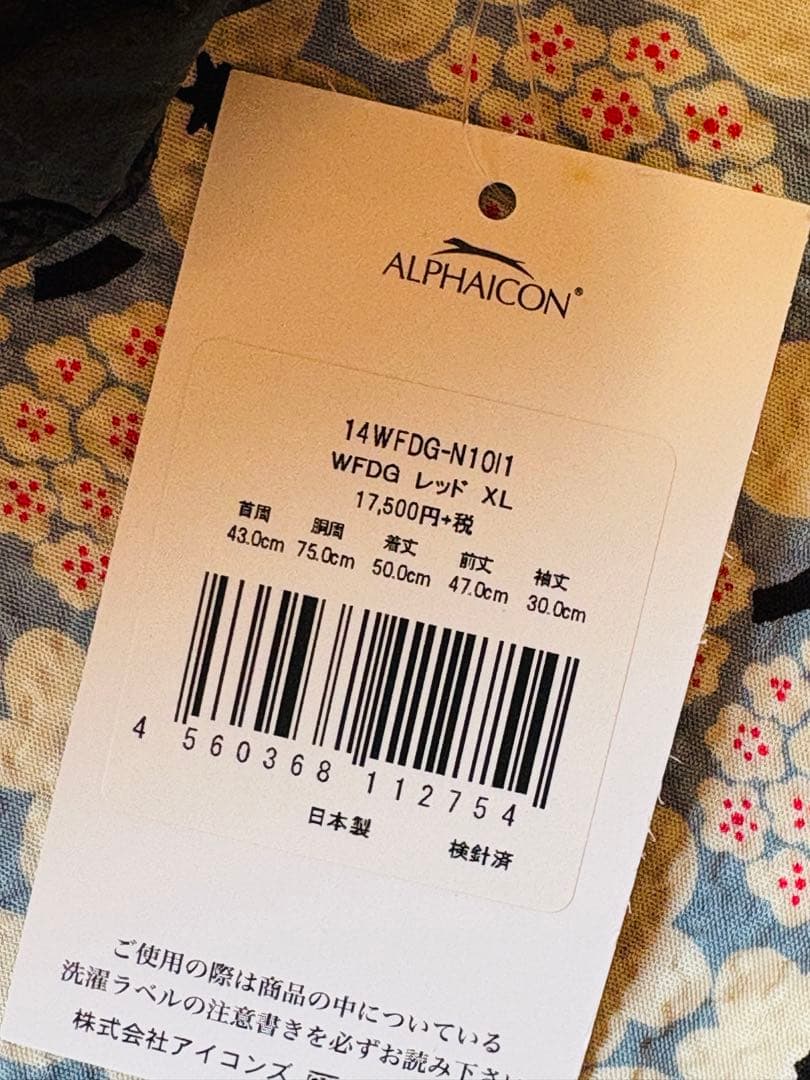 ALPHAICON®
14WFDG-N10I1
WFDG レッド XL
17,500円+税
首周 胴周 着丈 前丈 袖丈
43.0cm 75.0cm 50.0cm 47.0cm 30.0cm
4 560368 112754
日本製 検針済
ご使用の際は商品の中についている
洗濯ラベルの注意書きを必ずお読み下さい
株式会社アイコンズ